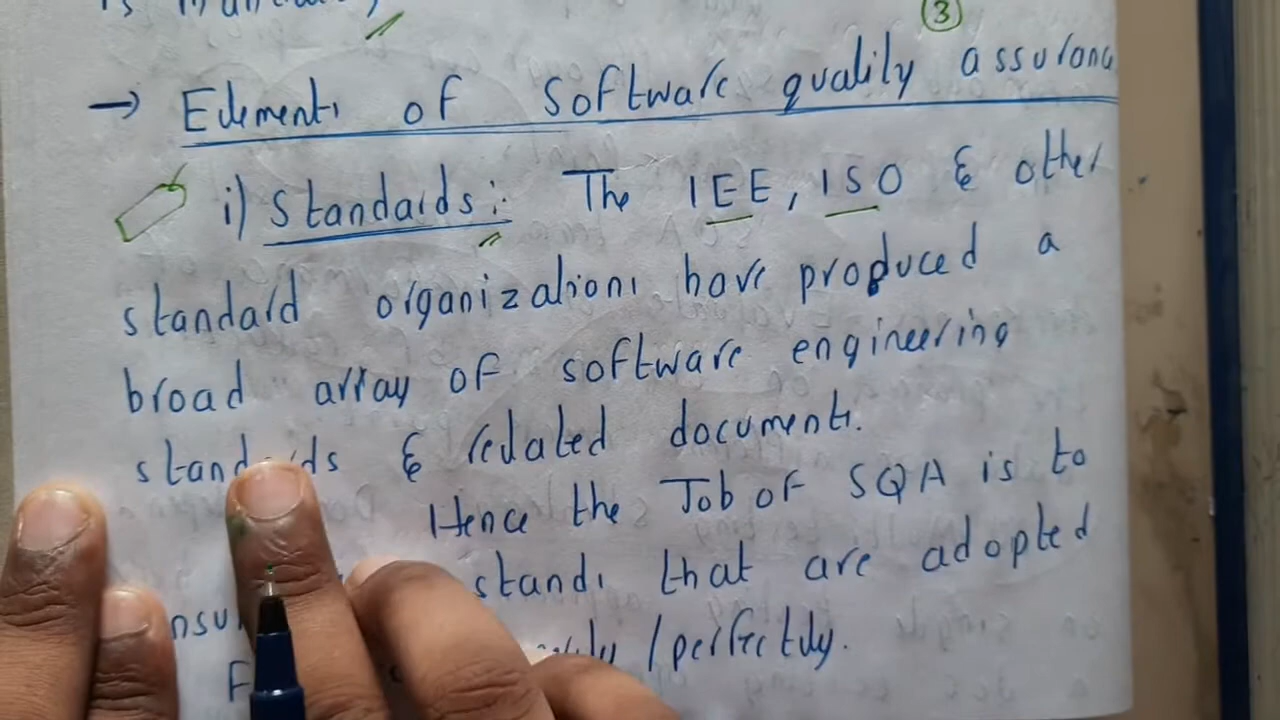 ③
→ Elements of Software quality assuranc
i) Standards: The IEE, ISO & other
standard organizations have produced a
broad array of software engineering
standards & related documents.
Hence the Job of SQA is to
stands that are adopted
/perfectly.